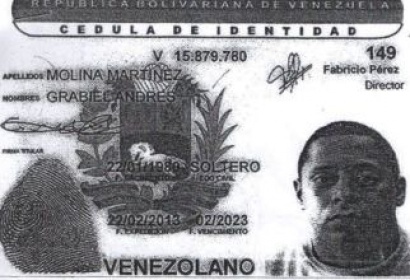 REPUBLICA BOLIVARIANA DE VENEZUELA
CEDULA DE IDENTIDAD
V 15.879.780
149
Fabricio Pérez
Director
APELLIDOS MOLINA MARTINEZ
NOMBRES GRABIEL ANDRES
FIRMA TITULAR
22/01/1980 SOLTERO
F. NACIMIENTO EDO CIVIL
22/02/2013 02/2023
F. EXPEDICION F. VENCIMIENTO
VENEZOLANO